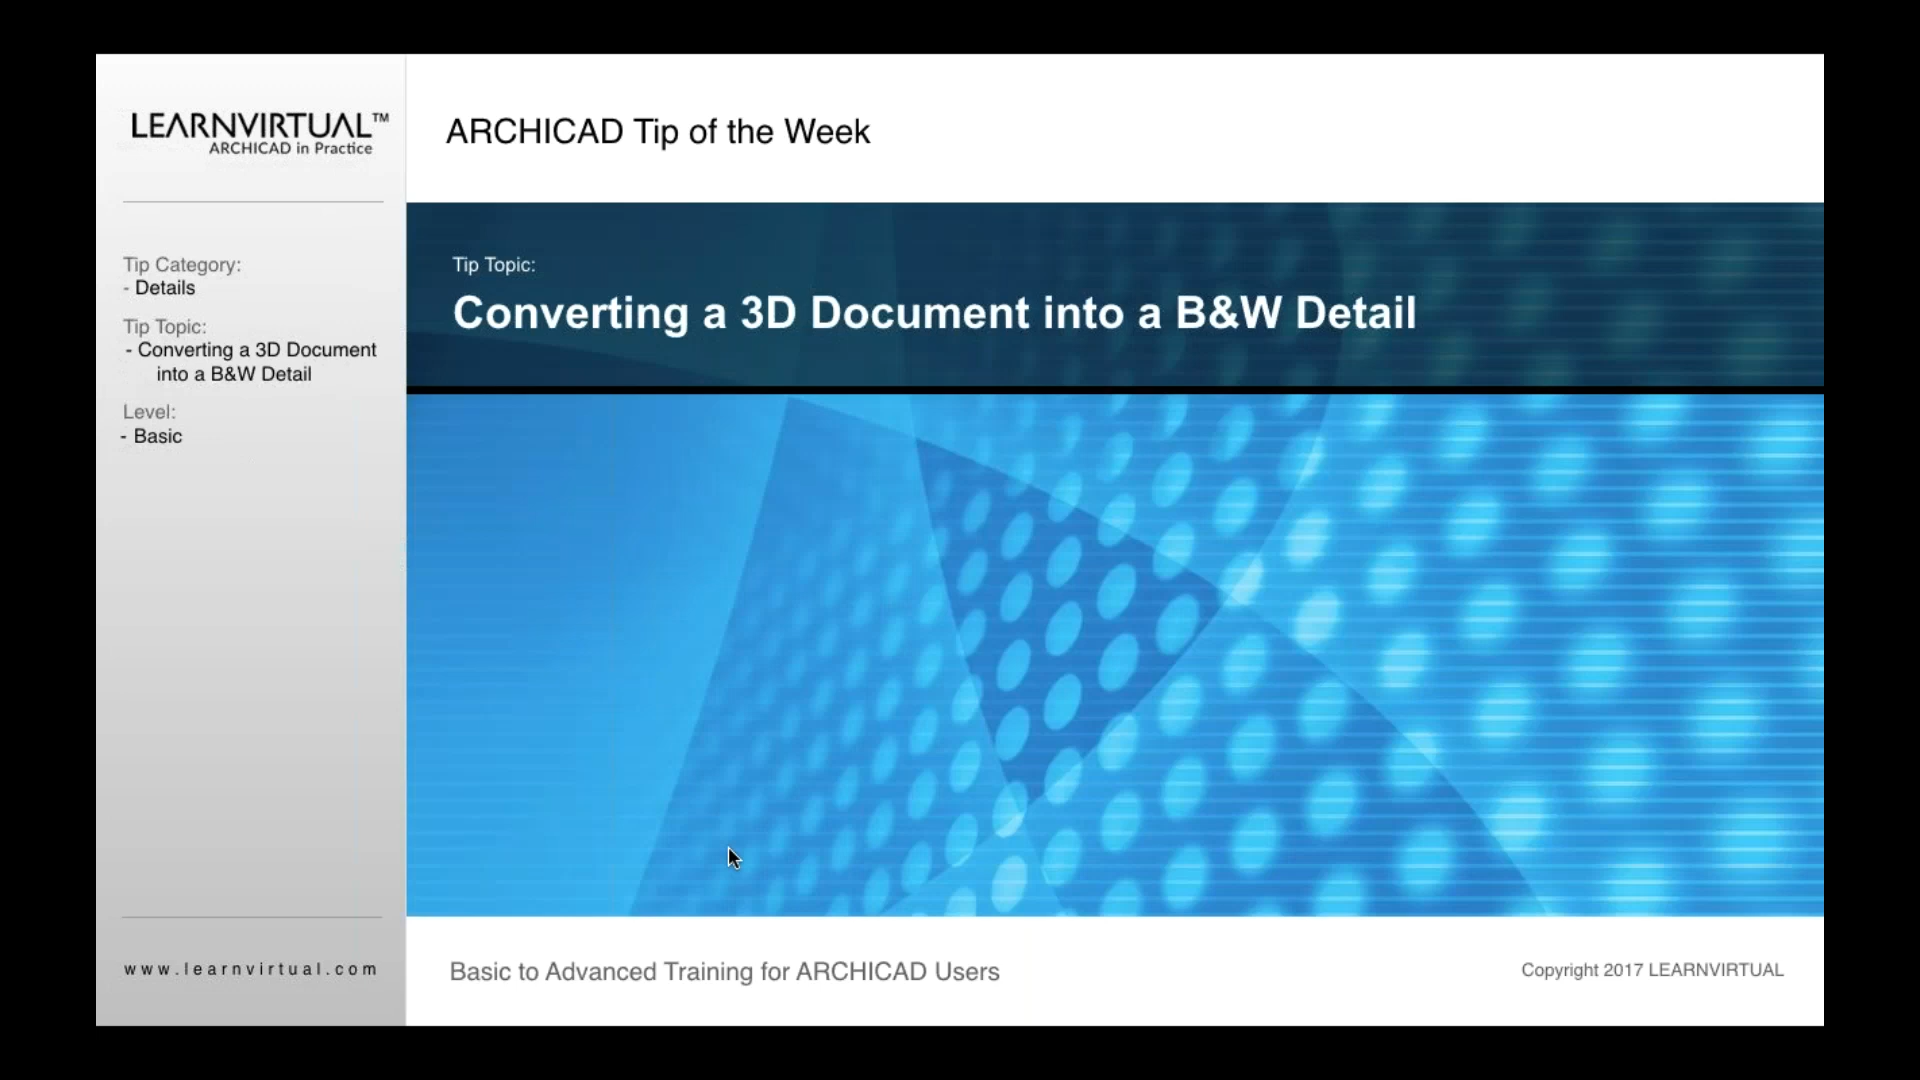 LEARNVIRTUAL™
ARCHICAD in Practice
Tip Category:
- Details
Tip Topic:
- Converting a 3D Document
into a B&W Detail
Level:
- Basic
www.learnvirtual.com
ARCHICAD Tip of the Week
Tip Topic:
Converting a 3D Document into a B&W Detail
Basic to Advanced Training for ARCHICAD Users
Copyright 2017 LEARNVIRTUAL